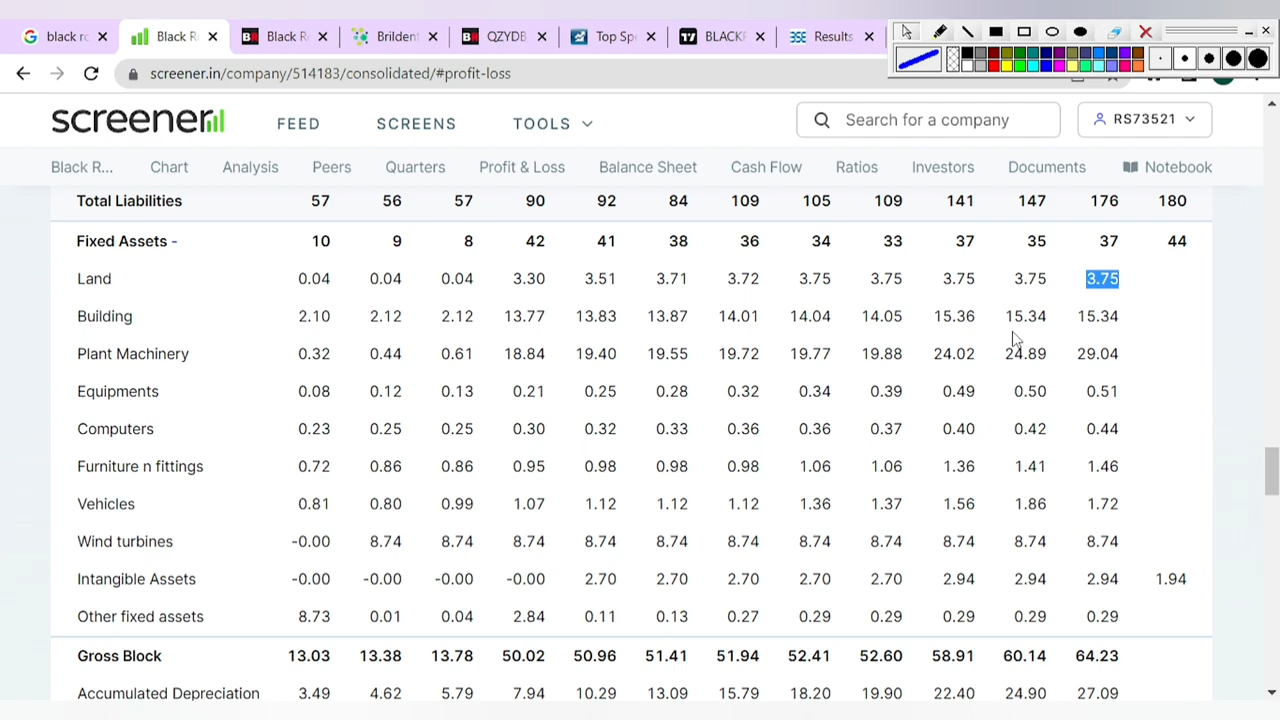 black ro
Black R
Black R
Brilden
QZYDB
Top Sp
BLACKR
Results
screener.in/company/514183/consolidated/#profit-loss
screener
FEED
SCREENS
TOOLS
Search for a company
RS73521
Black R...
Chart
Analysis
Peers
Quarters
Profit & Loss
Balance Sheet
Cash Flow
Ratios
Investors
Documents
Notebook
Total Liabilities 57 56 57 90 92 84 109 105 109 141 147 176 180
Fixed Assets - 10 9 8 42 41 38 36 34 33 37 35 37 44
Land 0.04 0.04 0.04 3.30 3.51 3.71 3.72 3.75 3.75 3.75 3.75 3.75
Building 2.10 2.12 2.12 13.77 13.83 13.87 14.01 14.04 14.05 15.36 15.34 15.34
Plant Machinery 0.32 0.44 0.61 18.84 19.40 19.55 19.72 19.77 19.88 24.02 24.89 29.04
Equipments 0.08 0.12 0.13 0.21 0.25 0.28 0.32 0.34 0.39 0.49 0.50 0.51
Computers 0.23 0.25 0.25 0.30 0.32 0.33 0.36 0.36 0.37 0.40 0.42 0.44
Furniture n fittings 0.72 0.86 0.86 0.95 0.98 0.98 0.98 1.06 1.06 1.36 1.41 1.46
Vehicles 0.81 0.80 0.99 1.07 1.12 1.12 1.12 1.36 1.37 1.56 1.86 1.72
Wind turbines -0.00 8.74 8.74 8.74 8.74 8.74 8.74 8.74 8.74 8.74 8.74 8.74
Intangible Assets -0.00 -0.00 -0.00 -0.00 2.70 2.70 2.70 2.70 2.70 2.94 2.94 2.94 1.94
Other fixed assets 8.73 0.01 0.04 2.84 0.11 0.13 0.27 0.29 0.29 0.29 0.29 0.29
Gross Block 13.03 13.38 13.78 50.02 50.96 51.41 51.94 52.41 52.60 58.91 60.14 64.23
Accumulated Depreciation 3.49 4.62 5.79 7.94 10.29 13.09 15.79 18.20 19.90 22.40 24.90 27.09